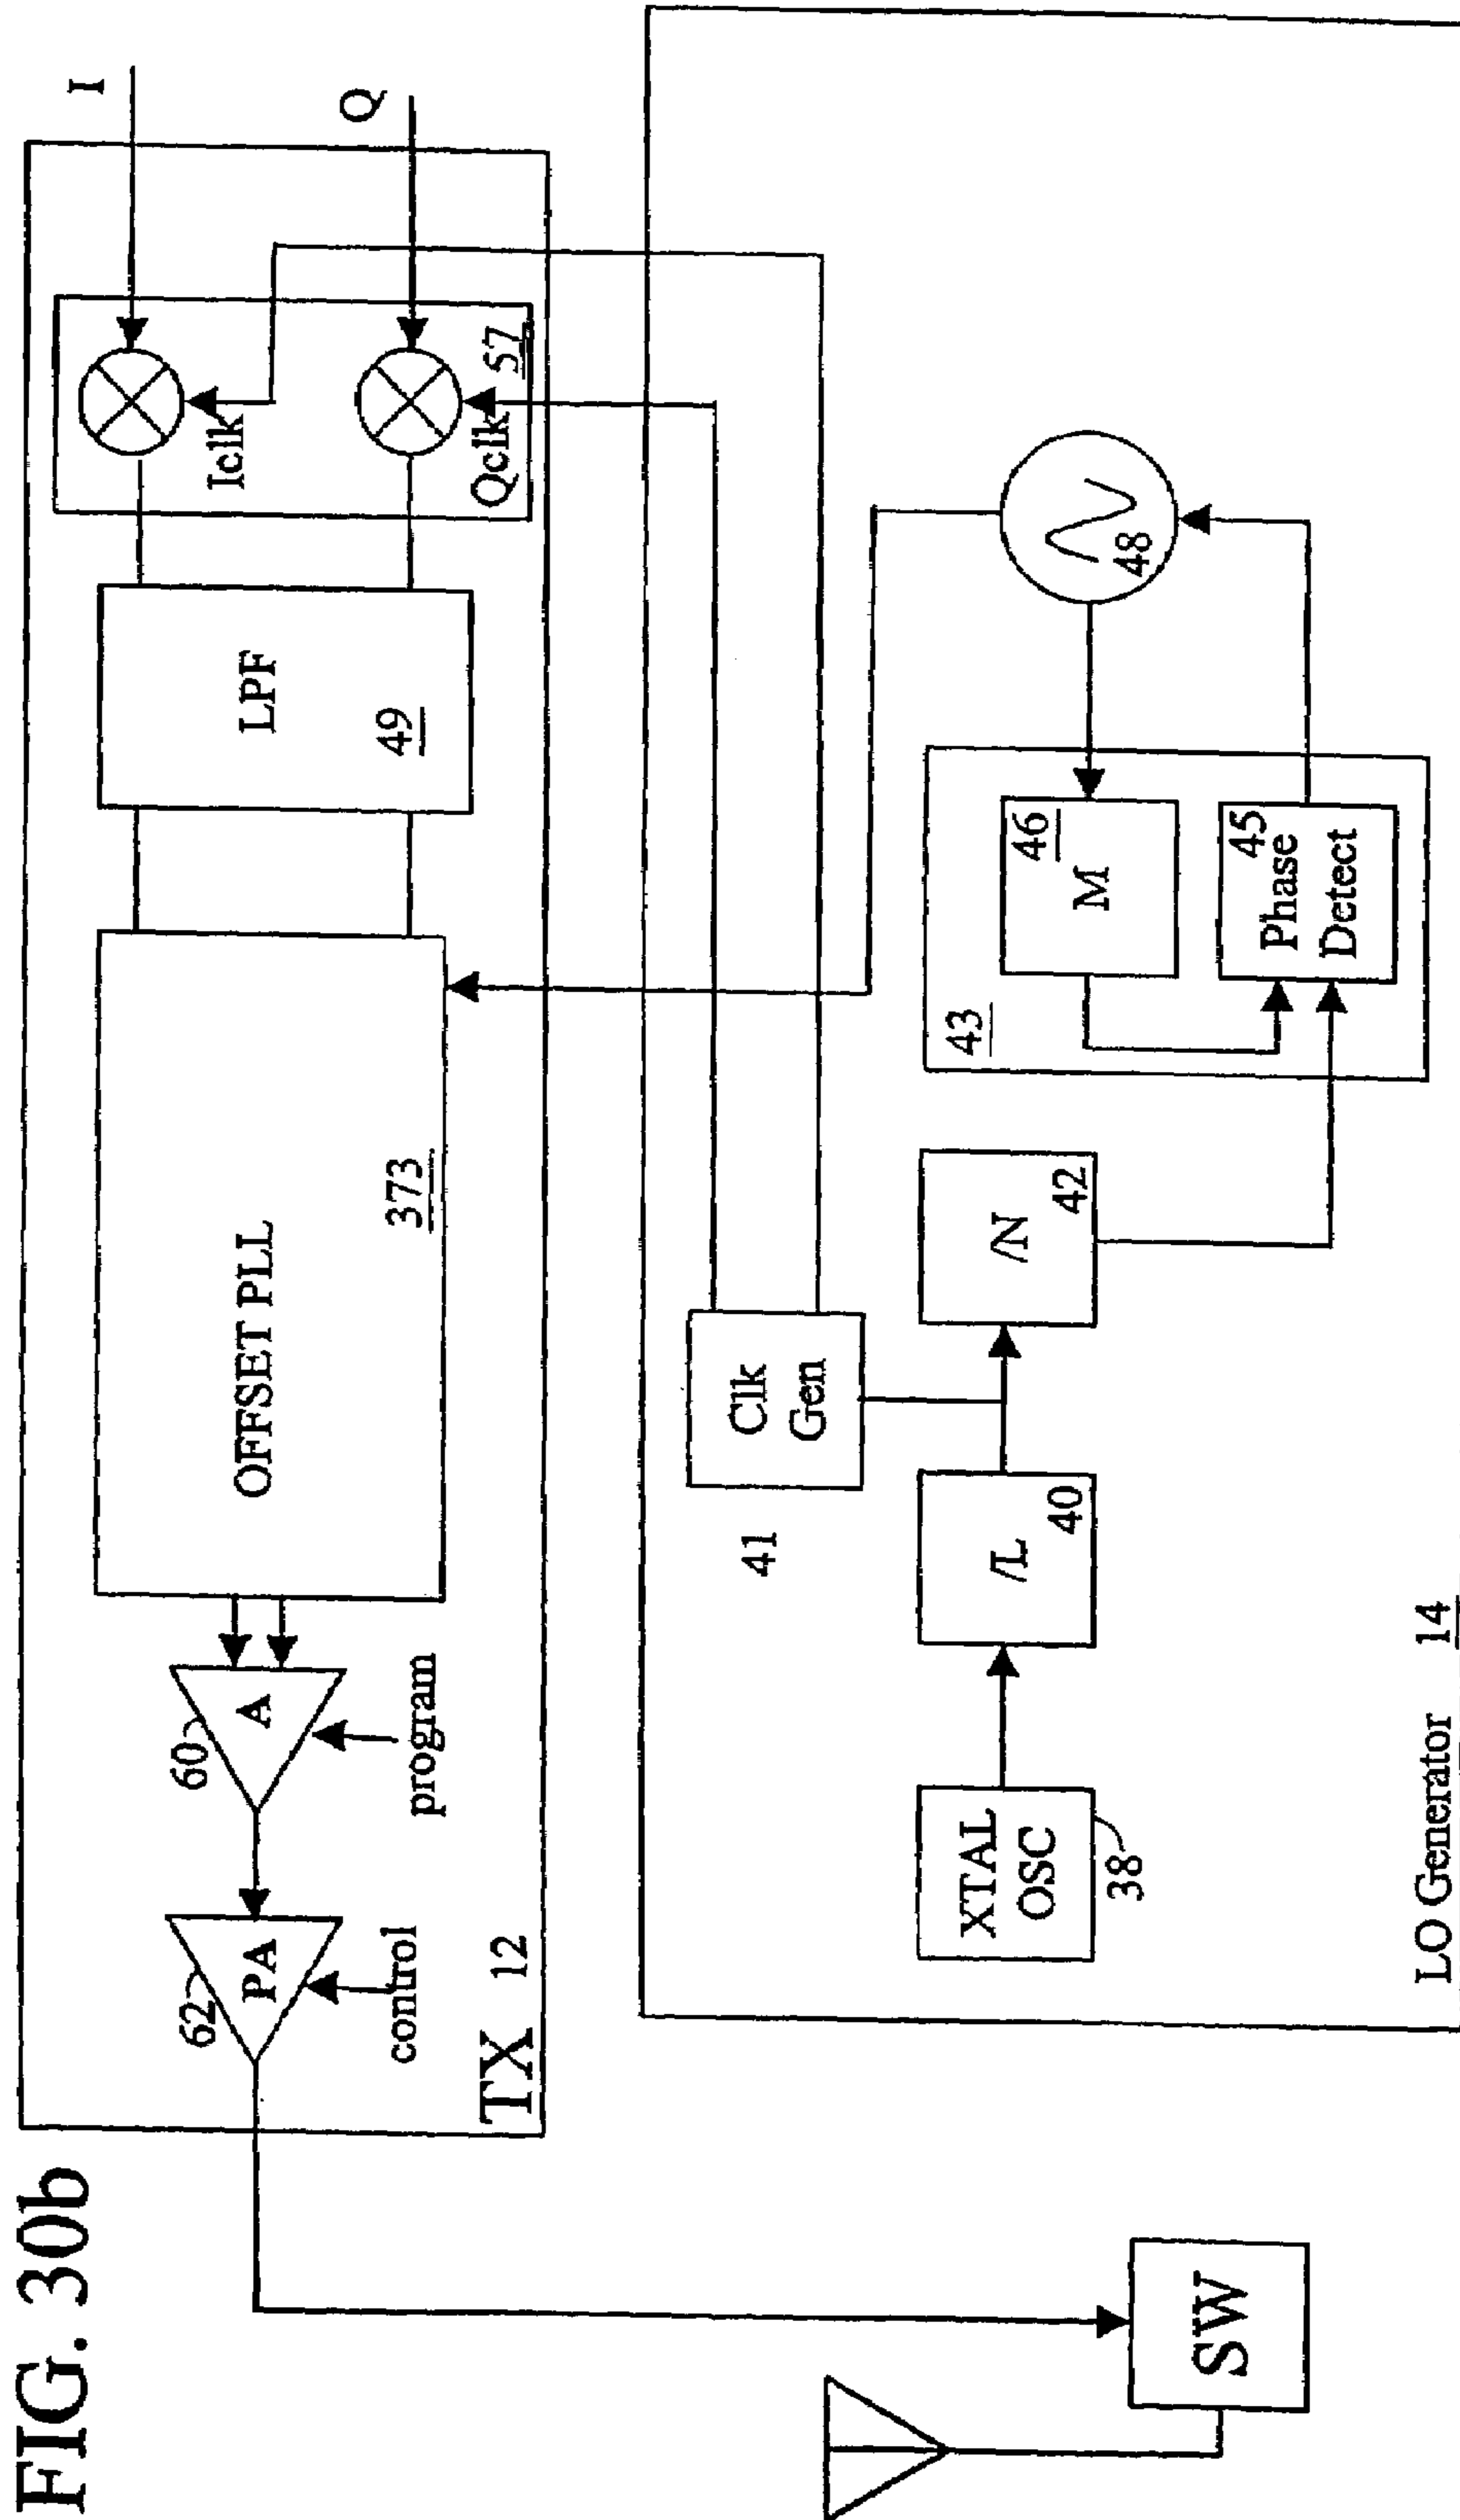 FIG. 30b
I
Q
Iclk
Qclk
57
LPF
49
OFFSET PLL
373
60
A
program
62
PA
control
TX 12
Clk
Gen
41
48
M
46
43
45
Phase
Detect
/N
42
/L
40
XTAL
OSC
38
LO Generator 14
SW